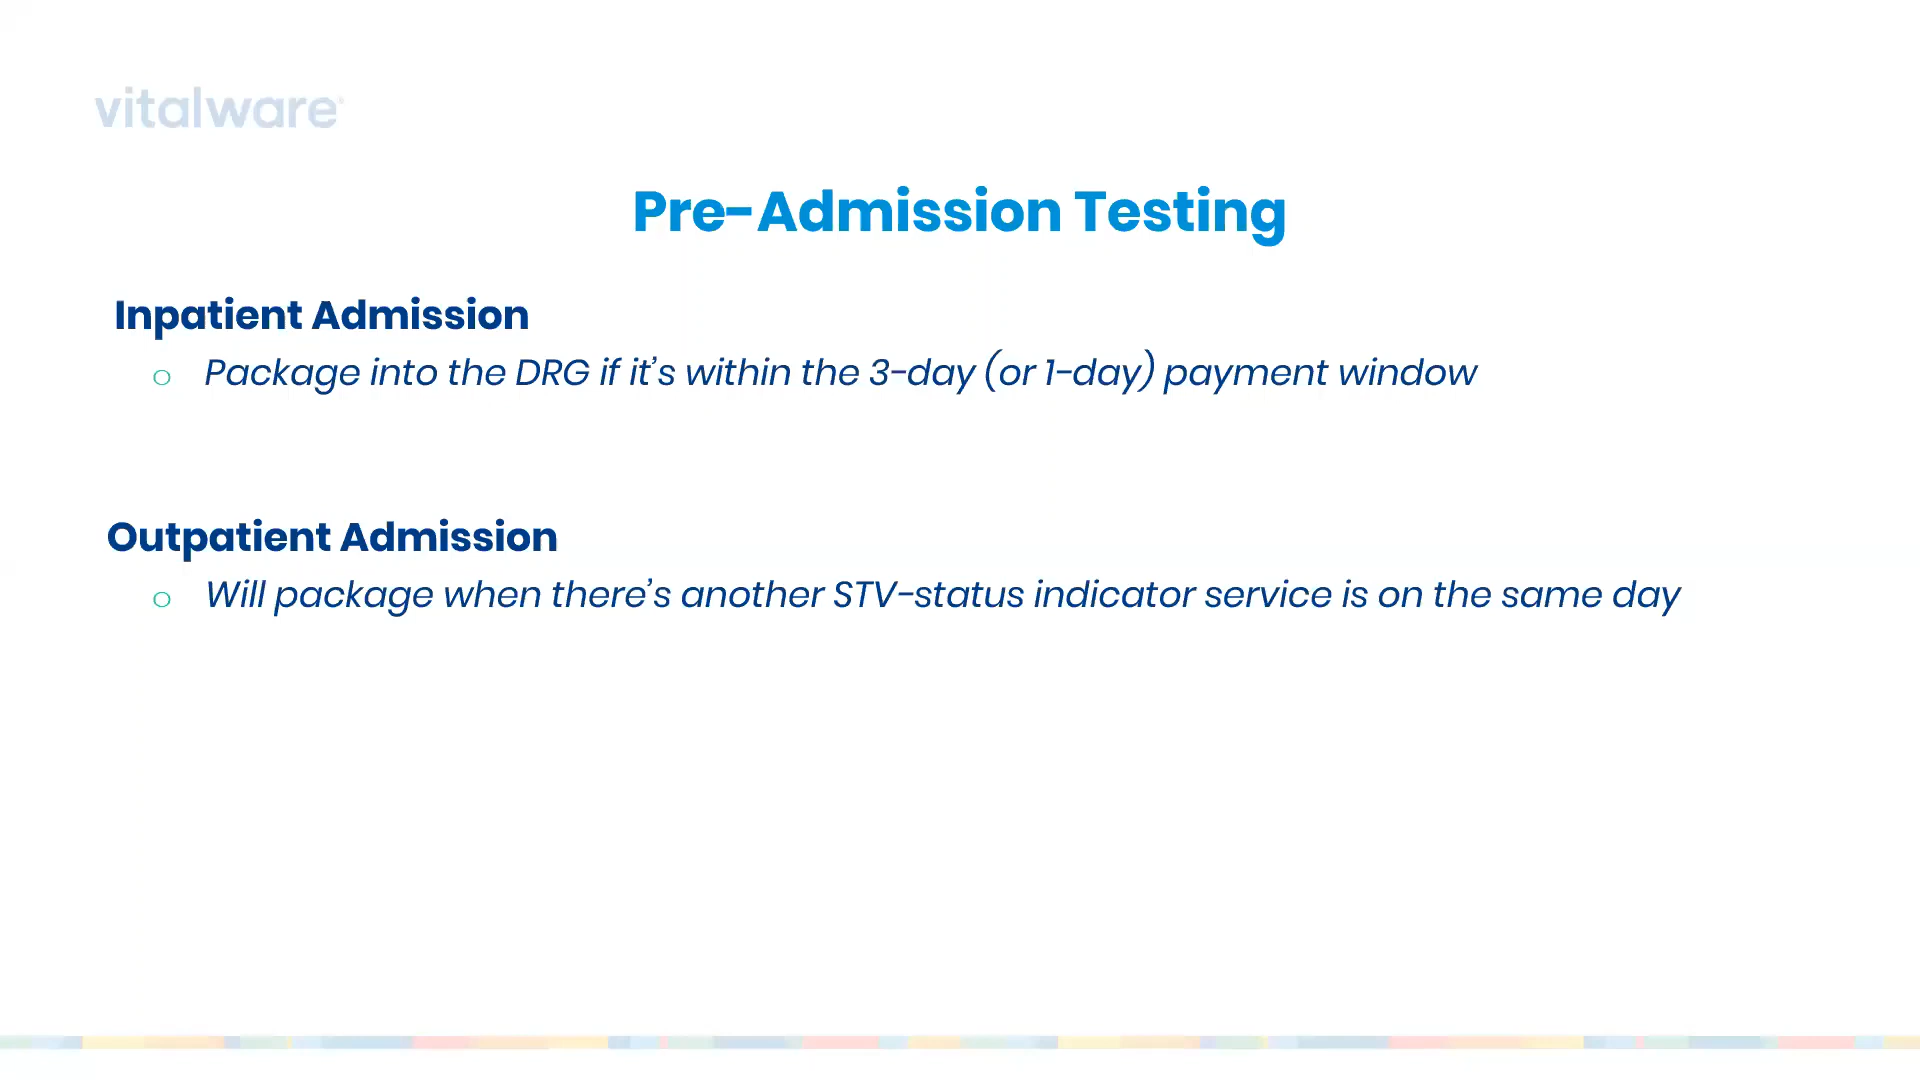 vitalware
Pre-Admission Testing
Inpatient Admission
Package into the DRG if it's within the 3-day (or 1-day) payment window
Outpatient Admission
Will package when there's another STV-status indicator service is on the same day